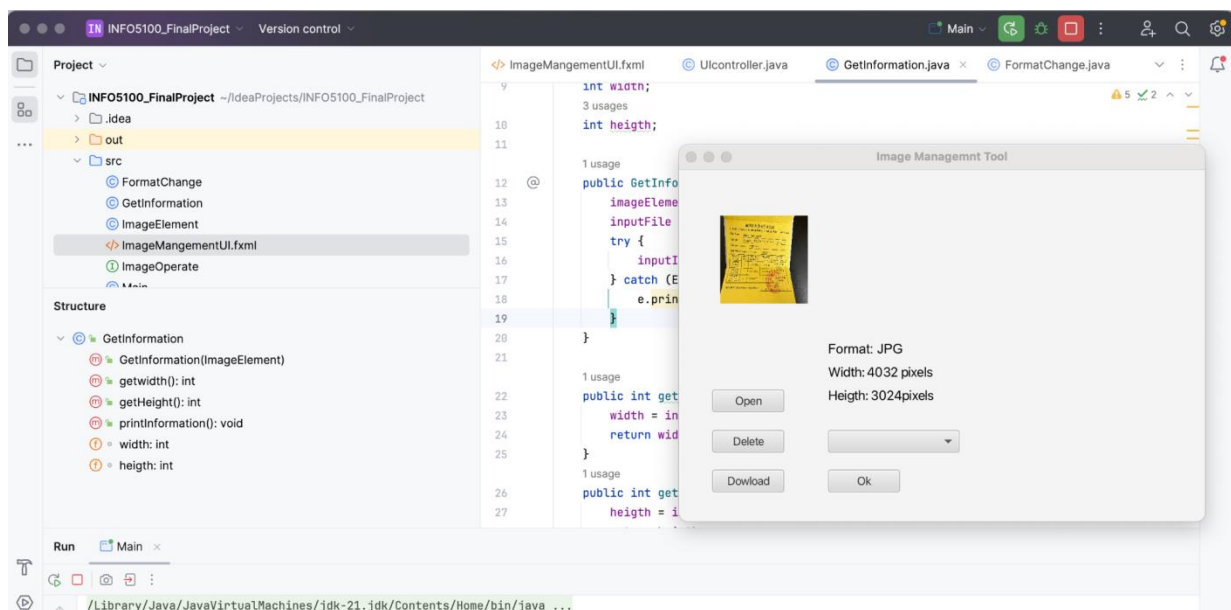 IN INFO5100_FinalProject Version control Main
Project
INFO5100_FinalProject ~/IdeaProjects/INFO5100_FinalProject
.idea
out
src
FormatChange
GetInformation
ImageElement
ImageMangementUI.fxml
ImageOperate
Main
Structure
GetInformation
GetInformation(ImageElement)
getwidth(): int
getHeight(): int
printInformation(): void
width: int
heigth: int
ImageMangementUI.fxml UIcontroller.java GetInformation.java FormatChange.java
5 2
9 int width;
3 usages
10 int heigth;
11
1 usage
12 public GetInfo
13 imageEleme
14 inputFile
15 try {
16 inputI
17 } catch (E
18 e.prin
19 }
20 }
21
1 usage
22 public int get
23 width = in
24 return wid
25 }
1 usage
26 public int get
27 heigth = i
Image Managemnt Tool
Format: JPG
Width: 4032 pixels
Heigth: 3024pixels
Open
Delete
Dowload
Ok
Run Main
/Library/Java/JavaVirtualMachines/jdk-21.jdk/Contents/Home/bin/java ...